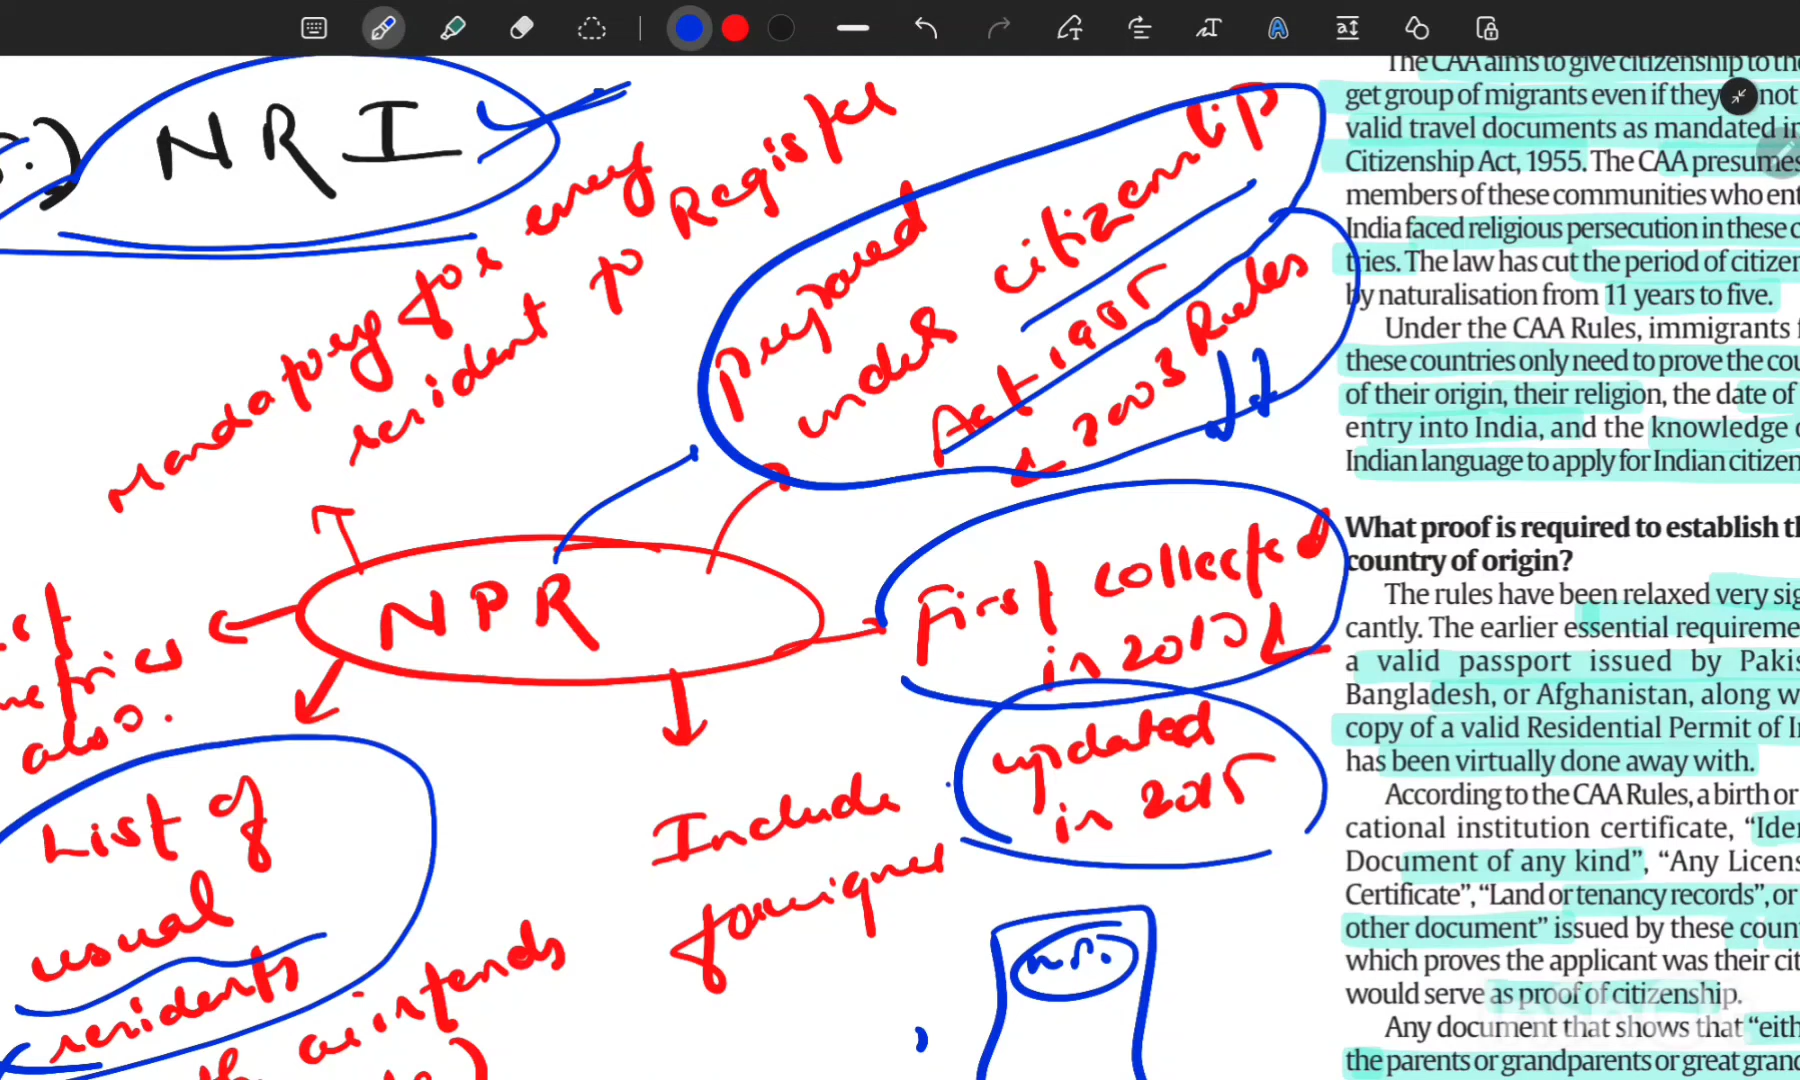 NRI
Mandatory for every
resident to Register
prepared
under citizenship
Act 1955
2003 Rules
NPR
First collected
in 2010
updated
in 2015
also.
List of
usual
residents
or intends
Include
foreigner
The CAA aims to give citizenship to the
get group of migrants even if they not
valid travel documents as mandated in
Citizenship Act, 1955. The CAA presumes
members of these communities who ent
India faced religious persecution in these c
tries. The law has cut the period of citizen
by naturalisation from 11 years to five.
Under the CAA Rules, immigrants f
these countries only need to prove the cou
of their origin, their religion, the date of
entry into India, and the knowledge o
Indian language to apply for Indian citizen
What proof is required to establish th
country of origin?
The rules have been relaxed very sig
cantly. The earlier essential requireme
a valid passport issued by Pakis
Bangladesh, or Afghanistan, along w
copy of a valid Residential Permit of In
has been virtually done away with.
According to the CAA Rules, a birth or
cational institution certificate, “Iden
Document of any kind”, “Any Licens
Certificate”, “Land or tenancy records”, or
other document” issued by these coun
which proves the applicant was their cit
would serve as proof of citizenship.
Any document that shows that “eith
the parents or grandparents or great grand